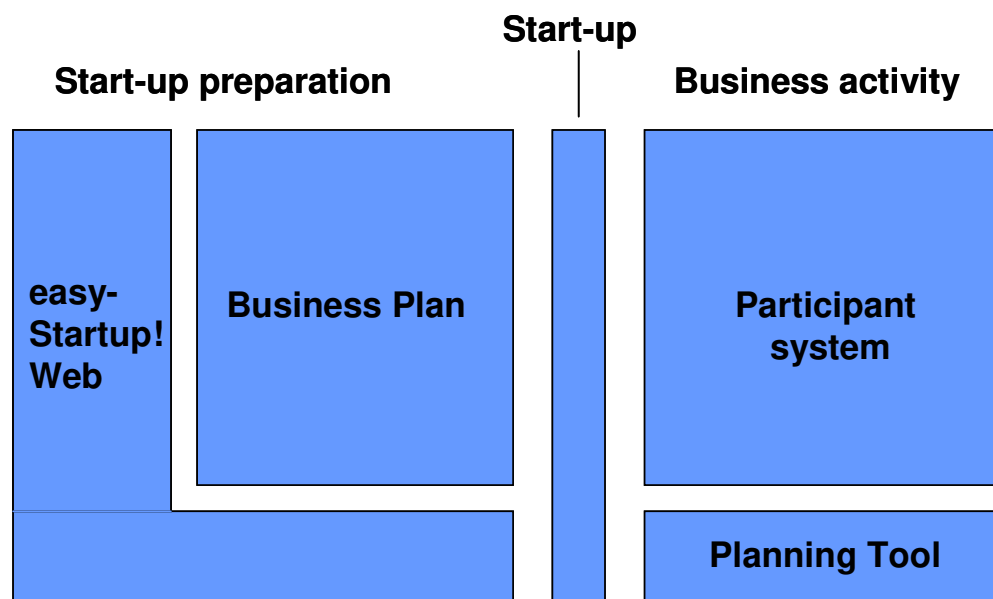 Start-up
Start-up preparation
Business activity
easy-
Startup!
Web
Business Plan
Participant
system
Planning Tool